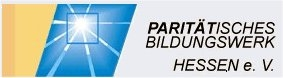 PARITÄTISCHES
BILDUNGSWERK
HESSEN e. V.